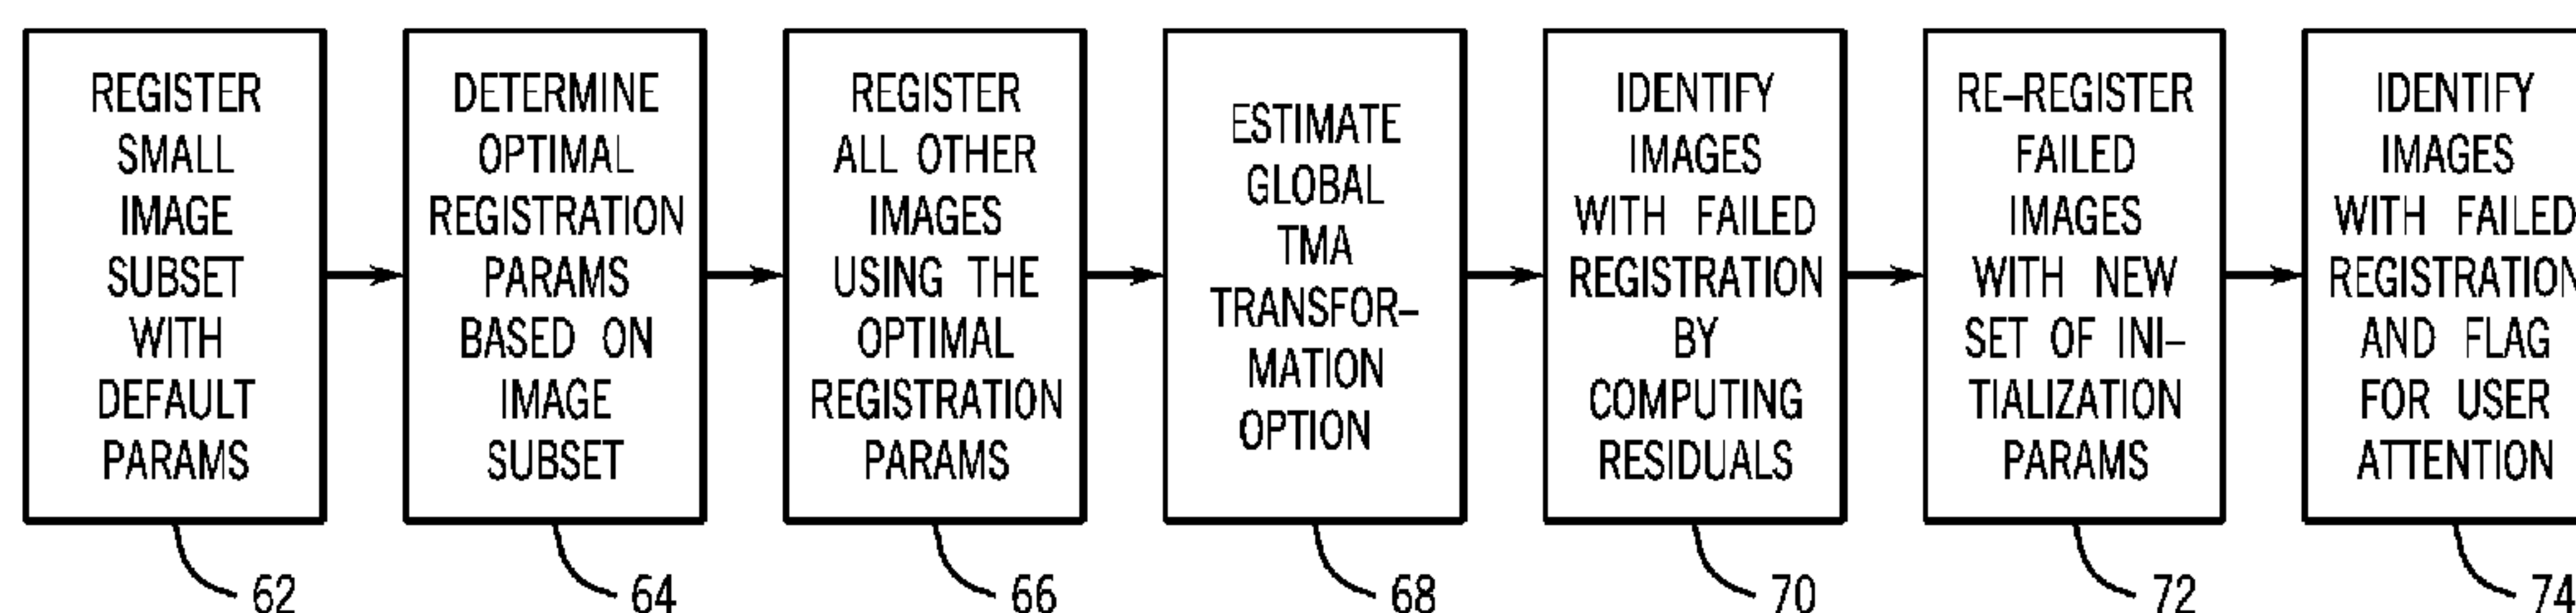 REGISTER
SMALL
IMAGE
SUBSET
WITH
DEFAULT
PARAMS
62
DETERMINE
OPTIMAL
REGISTRATION
PARAMS
BASED ON
IMAGE
SUBSET
64
REGISTER
ALL OTHER
IMAGES
USING THE
OPTIMAL
REGISTRATION
PARAMS
66
ESTIMATE
GLOBAL
TMA
TRANSFOR–
MATION
OPTION
68
IDENTIFY
IMAGES
WITH FAILED
REGISTRATION
BY
COMPUTING
RESIDUALS
70
RE–REGISTER
FAILED
IMAGES
WITH NEW
SET OF INI–
TIALIZATION
PARAMS
72
IDENTIFY
IMAGES
WITH FAILED
REGISTRATION
AND FLAG
FOR USER
ATTENTION
74